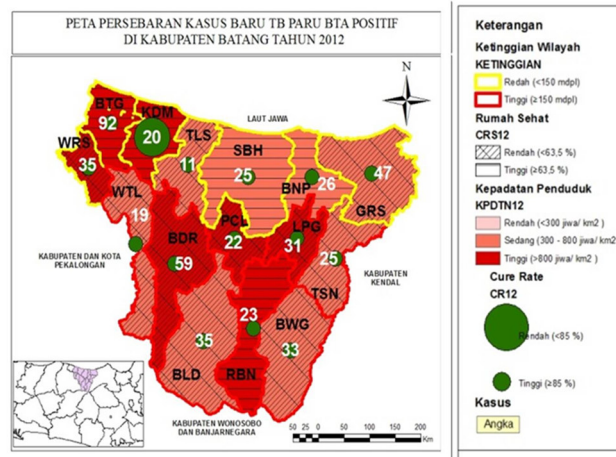 PETA PERSEBARAN KASUS BARU TB PARU BTA POSITIF
DI KABUPATEN BATANG TAHUN 2012
N
LAUT JAWA
BTG
92
KDM
20
WRS
35
TLS
11
SBH
25
BNP
26
47
GRS
WTL
19
BDR
59
PCL
22
LPG
31
25
TSN
KABUPATEN DAN KOTA
PEKALONGAN
KABUPATEN
KENDAL
23
BWG
33
35
BLD
RBN
KABUPATEN WONOSOBO
DAN BANJARNEGARA
50 25 0 50 100 150 200
Km
Keterangan
Ketinggian Wilayah
KETINGGIAN
Redah (<150 mdpl)
Tinggi (≥150 mdpl)
Rumah Sehat
CRS12
Rendah (<63,5 %)
Tinggi (≥63,5 %)
Kepadatan Penduduk
KPDTN12
Rendah (<300 jiwa/ km2 )
Sedang (300 - 800 jiwa/ km2 )
Tinggi (>800 jiwa/ km2 )
Cure Rate
CR12
Rendah (<85 %)
Tinggi (≥85 %)
Kasus
Angka